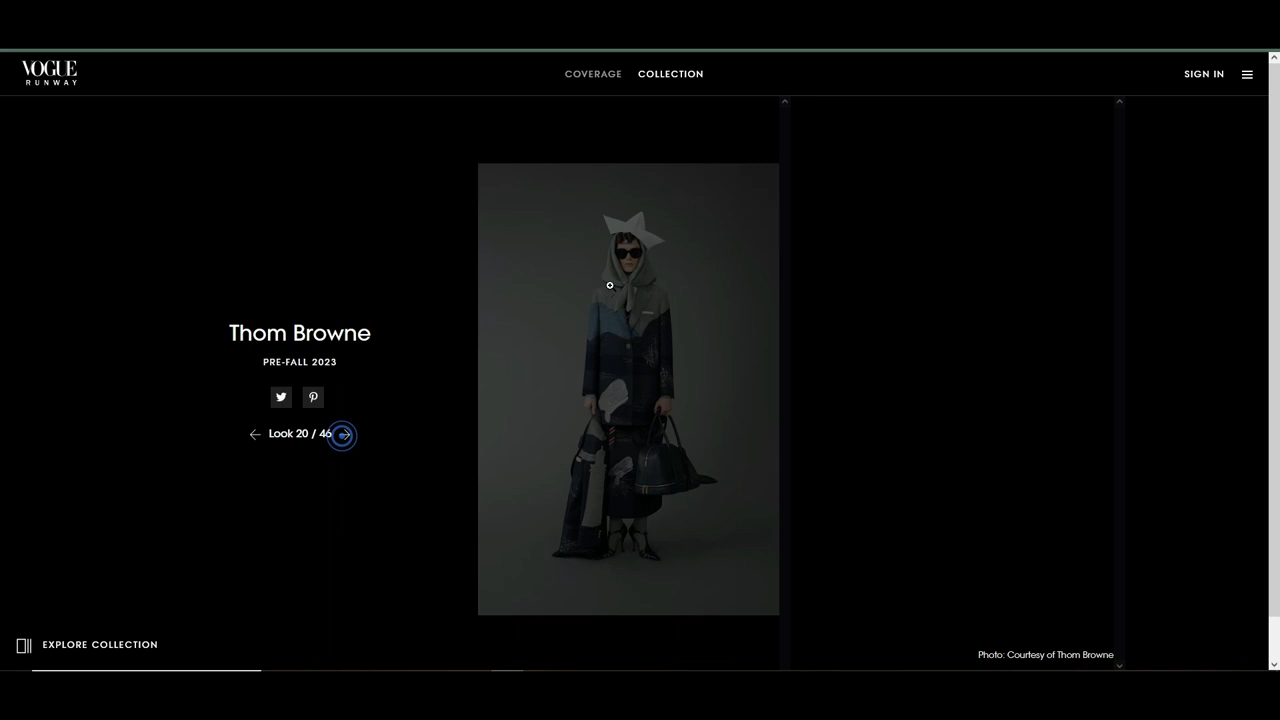 VOGUE
RUNWAY
COVERAGE
COLLECTION
SIGN IN
Thom Browne
PRE-FALL 2023
Look 20 / 46
EXPLORE COLLECTION
Photo: Courtesy of Thom Browne